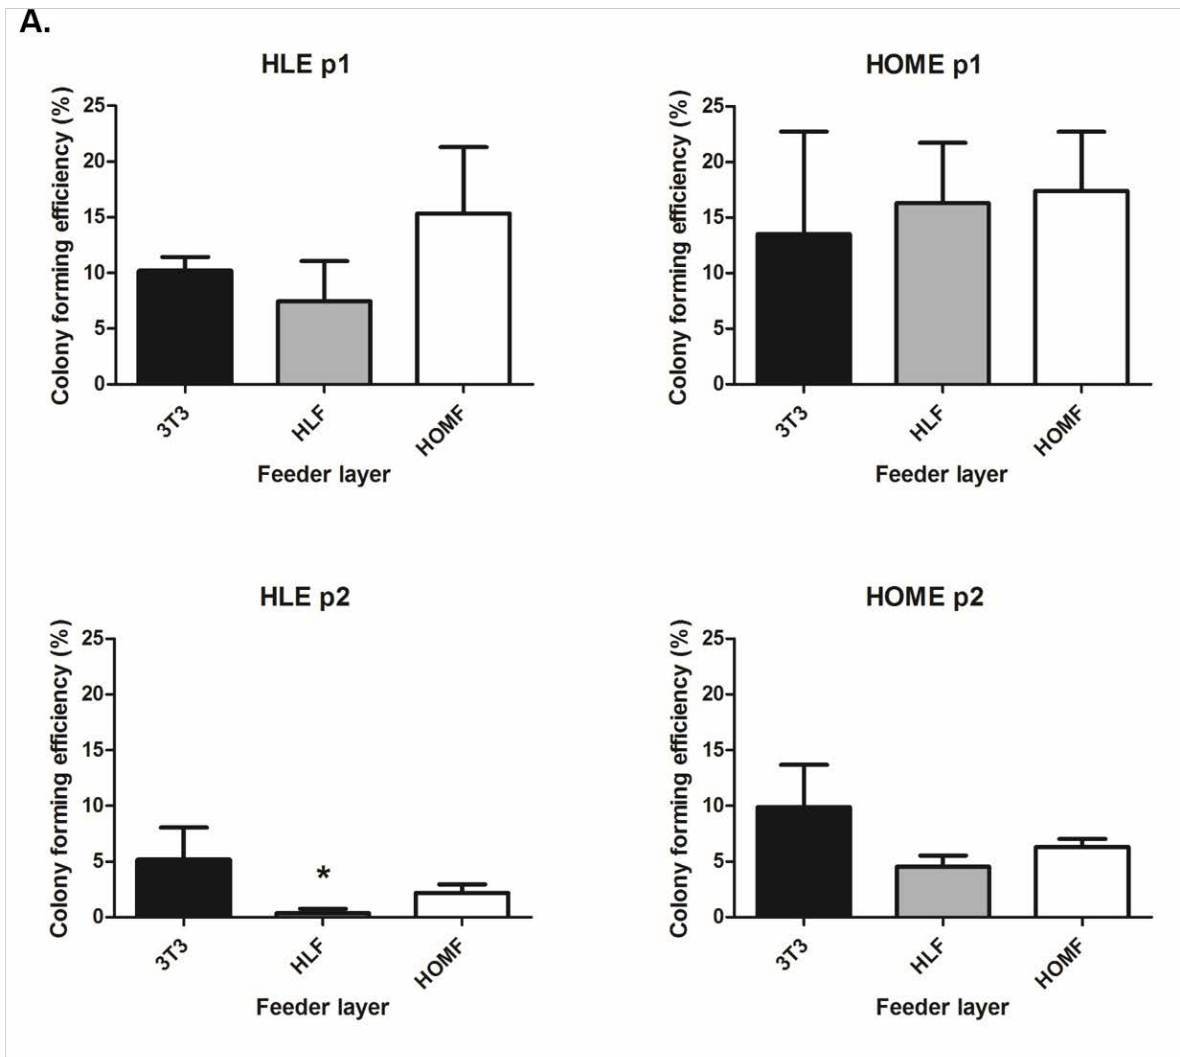 A.
HLE p1
Colony forming efficiency (%)
25
20
15
10
5
0
3T3
HLF
HOMF
Feeder layer
HOME p1
Colony forming efficiency (%)
25
20
15
10
5
0
3T3
HLF
HOMF
Feeder layer
HLE p2
Colony forming efficiency (%)
25
20
15
10
5
0
*
3T3
HLF
HOMF
Feeder layer
HOME p2
Colony forming efficiency (%)
25
20
15
10
5
0
3T3
HLF
HOMF
Feeder layer